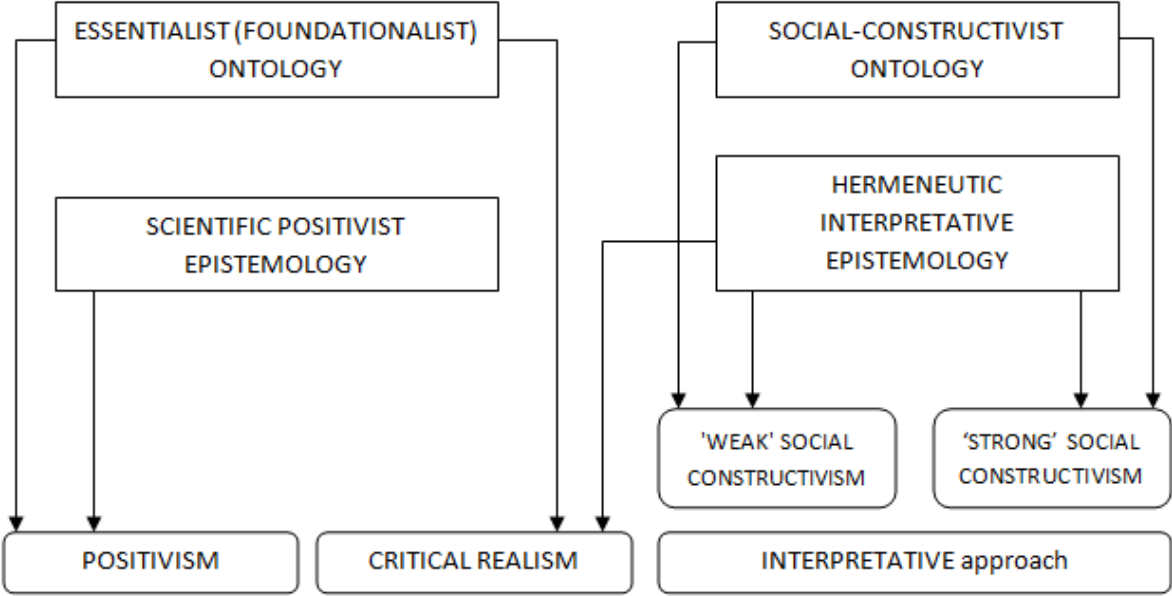 ESSENTIALIST (FOUNDATIONALIST)
ONTOLOGY
SOCIAL-CONSTRUCTIVIST
ONTOLOGY
SCIENTIFIC POSITIVIST
EPISTEMOLOGY
HERMENEUTIC
INTERPRETATIVE
EPISTEMOLOGY
'WEAK' SOCIAL
CONSTRUCTIVISM
‘STRONG’ SOCIAL
CONSTRUCTIVISM
POSITIVISM
CRITICAL REALISM
INTERPRETATIVE approach